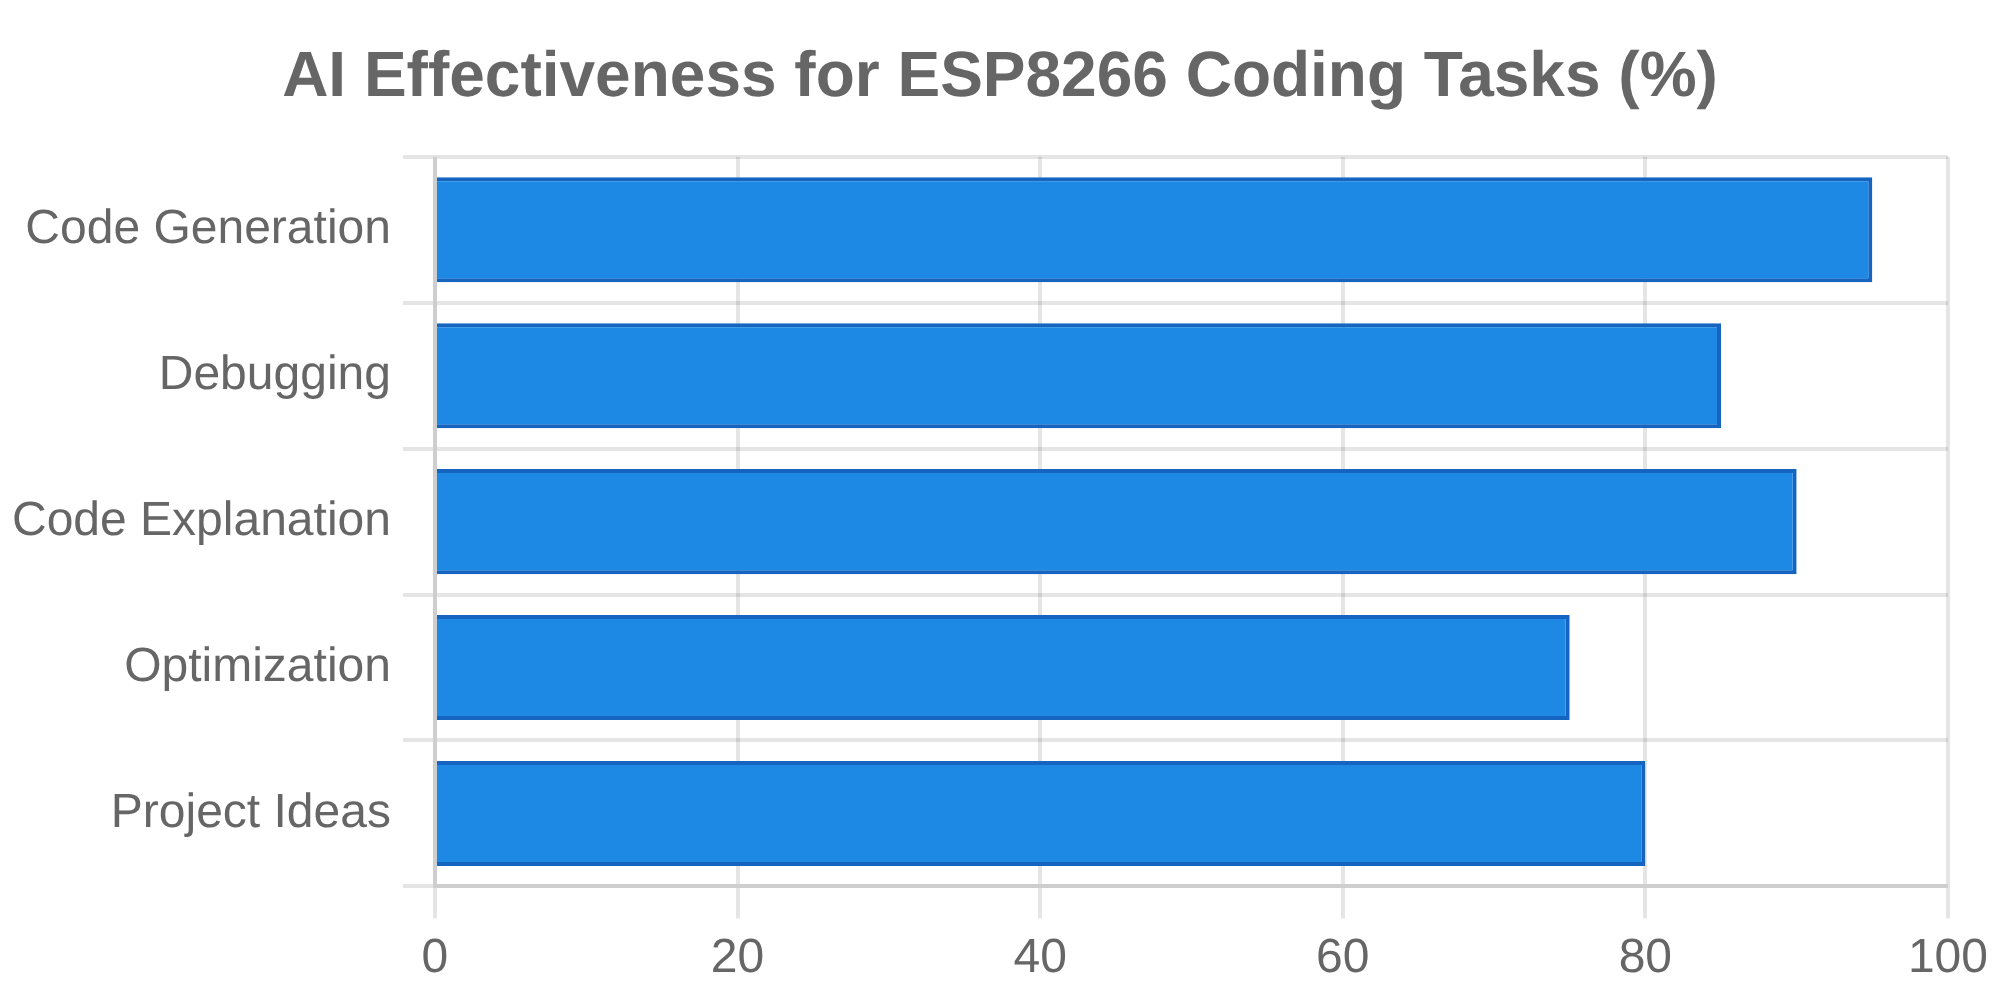 AI Effectiveness for ESP8266 Coding Tasks (%)
Code Generation
Debugging
Code Explanation
Optimization
Project Ideas
0 20 40 60 80 100